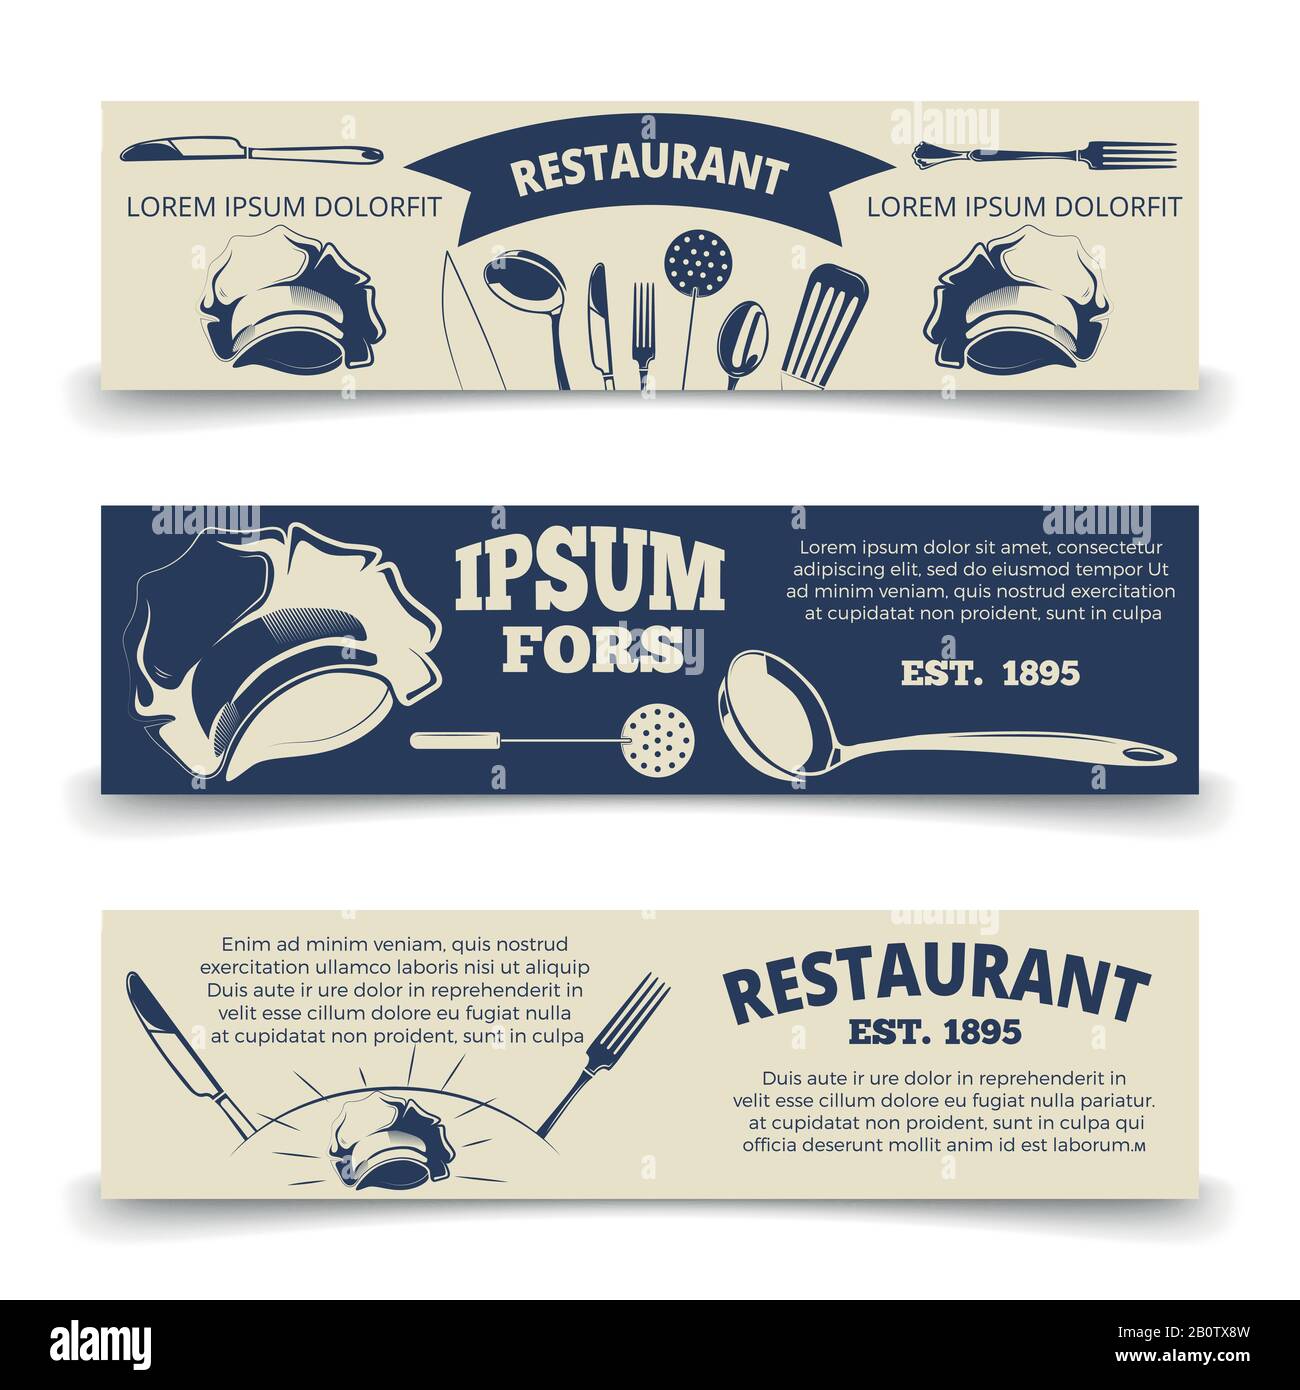 RESTAURANT
LOREM IPSUM DOLORFIT
LOREM IPSUM DOLORFIT
IPSUM
FORS
Lorem ipsum dolor sit amet, consectetur
adipiscing elit, sed do eiusmod tempor Ut
ad minim veniam, quis nostrud exercitation
at cupidatat non proident, sunt in culpa
EST. 1895
Enim ad minim veniam, quis nostrud
exercitation ullamco laboris nisi ut aliquip
Duis aute irure dolor in reprehenderit in
velit esse cillum dolore eu fugiat
at cupidatat non proident, sunt in culpa
RESTAURANT
EST. 1895
Duis aute ir ure dolor in reprehenderit in
velit esse cillum dolore eu fugiat nulla pariatur.
at cupidatat non proident, sunt in culpa qui
officia deserunt mollit anim id est laborum.м
alamy
alamy
Image ID: 2B0TX8W
www.alamy.com